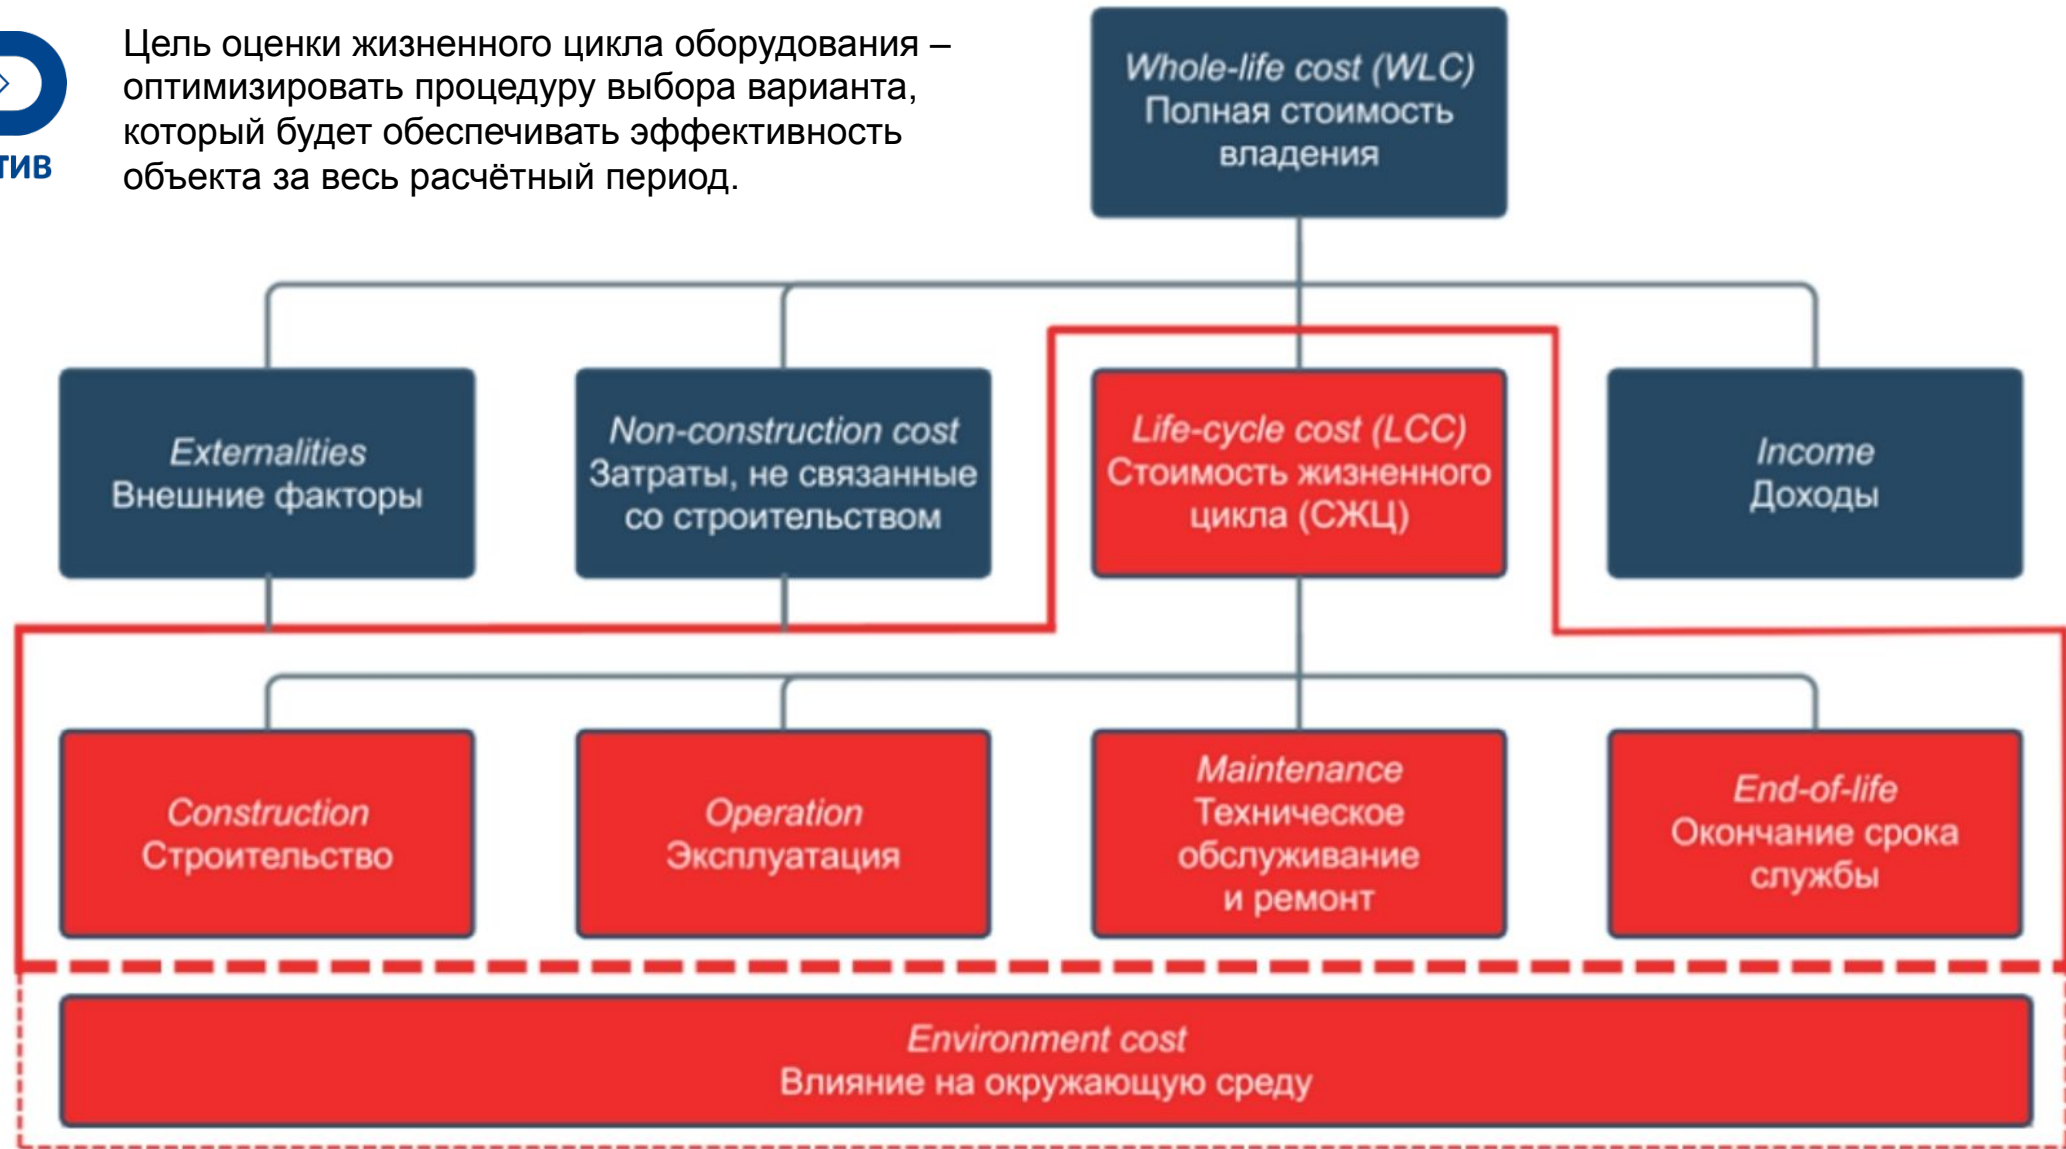 Цель оценки жизненного цикла оборудования –
оптимизировать процедуру выбора варианта,
который будет обеспечивать эффективность
объекта за весь расчётный период.
Whole-life cost (WLC)
Полная стоимость
владения
Externalities
Внешние факторы
Non-construction cost
Затраты, не связанные
со строительством
Life-cycle cost (LCC)
Стоимость жизненного
цикла (СЖЦ)
Income
Доходы
Construction
Строительство
Operation
Эксплуатация
Maintenance
Техническое
обслуживание
и ремонт
End-of-life
Окончание срока
службы
Environment cost
Влияние на окружающую среду